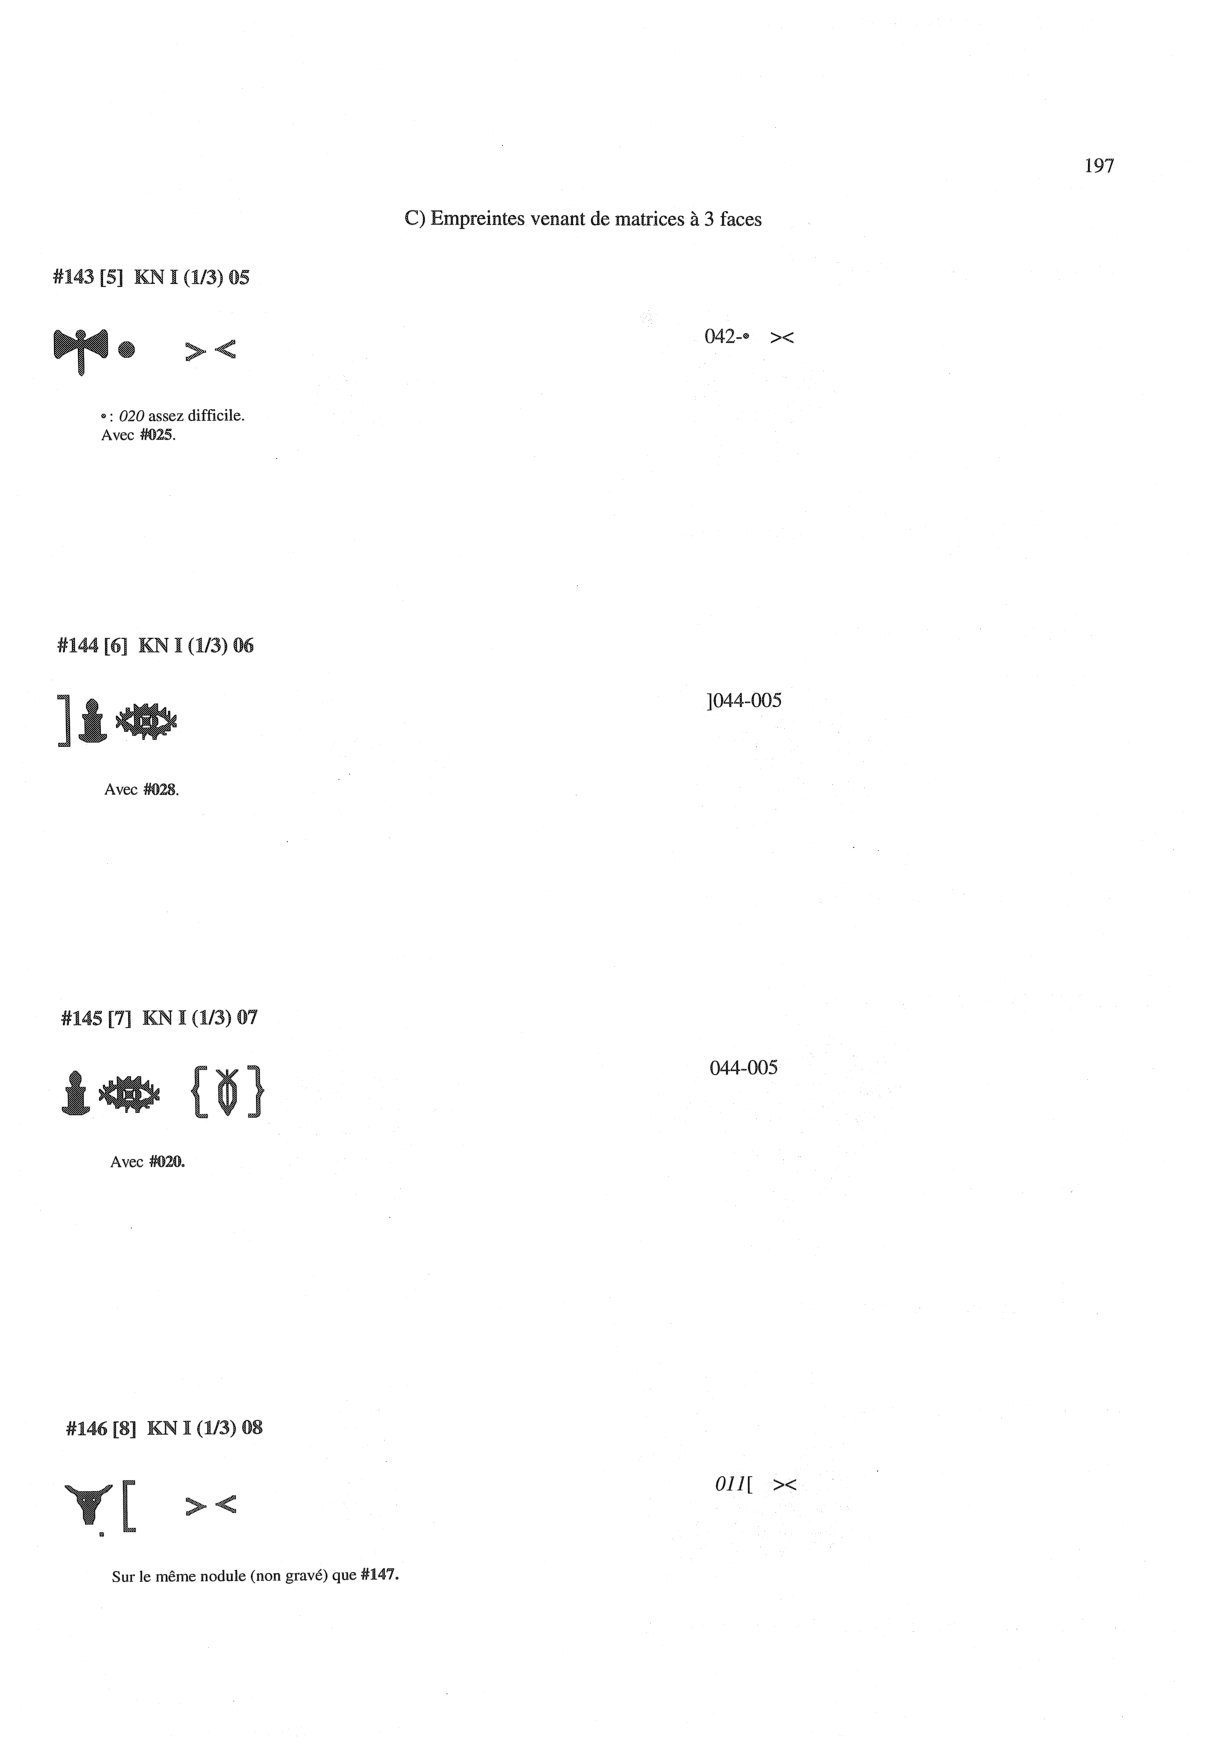 197
C) Empreintes venant de matrices à 3 faces
#143 [5] KN I (1/3) 05
> < 042-• ><
• : 020 assez difficile.
Avec #025.
#144 [6] KN I (1/3) 06
] ]044-005
Avec #028.
#145 [7] KN I (1/3) 07
{ } 044-005
Avec #020.
#146 [8] KN I (1/3) 08
[ > < 011[ ><
Sur le même nodule (non gravé) que #147.